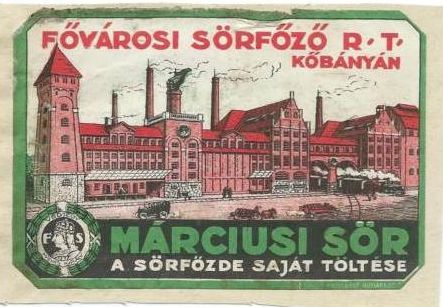 FŐVÁROSI SÖRFŐZŐ R·T·
KŐBÁNYÁN
F S
MÁRCIUSI SÖR
A SÖRFŐZDE SAJÁT TÖLTÉSE